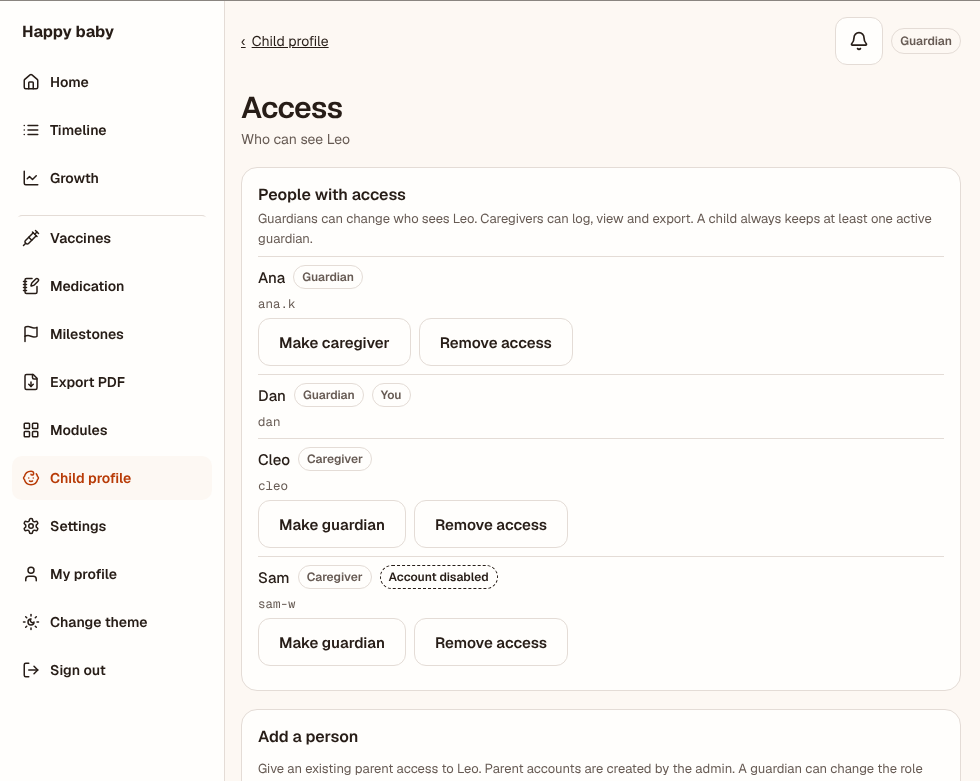 Happy baby
Home
Timeline
Growth
Vaccines
Medication
Milestones
Export PDF
Modules
Child profile
Settings
My profile
Change theme
Sign out
‹ Child profile
Guardian
Access
Who can see Leo
People with access
Guardians can change who sees Leo. Caregivers can log, view and export. A child always keeps at least one active
guardian.
Ana Guardian
ana.k
Make caregiver Remove access
Dan Guardian You
dan
Cleo Caregiver
cleo
Make guardian Remove access
Sam Caregiver Account disabled
sam-w
Make guardian Remove access
Add a person
Give an existing parent access to Leo. Parent accounts are created by the admin. A guardian can change the role